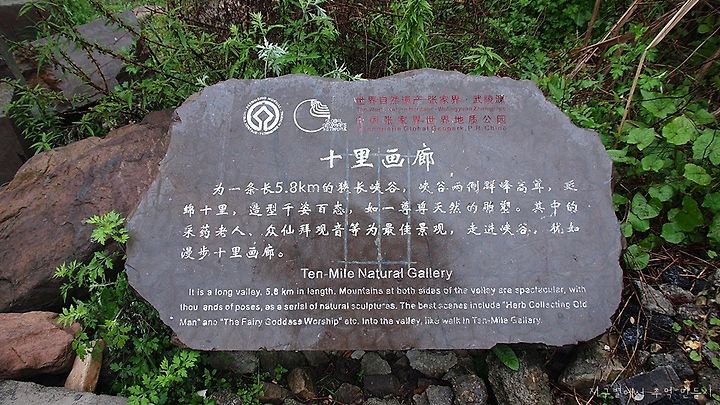 世界自然遗产 张家界·武陵源
中国张家界世界地质公园
Zhangjiajie Global Geopark, P.R.China
GLOBAL
GEOPARKS
NETWORK
十里画廊
为一条长5.8km的狭长峡谷，峡谷两侧群峰高耸，延
绵十里，造型千姿百态，如一尊尊天然的雕塑。其中的
采药老人、众仙拜观音等为最佳景观，走进峡谷，犹如
漫步十里画廊。
Ten-Mile Natural Gallery
It is a long valley, 5.8 km in length. Mountains at both sides of the valley are spectacular, with
thou ands of poses, as a serial of natural sculptures. The best scenes include "Herb Collecting Old
Man" and "The Fairy Goddess Worship" etc. Into the valley, like walk in Ten-Mile Gallery.